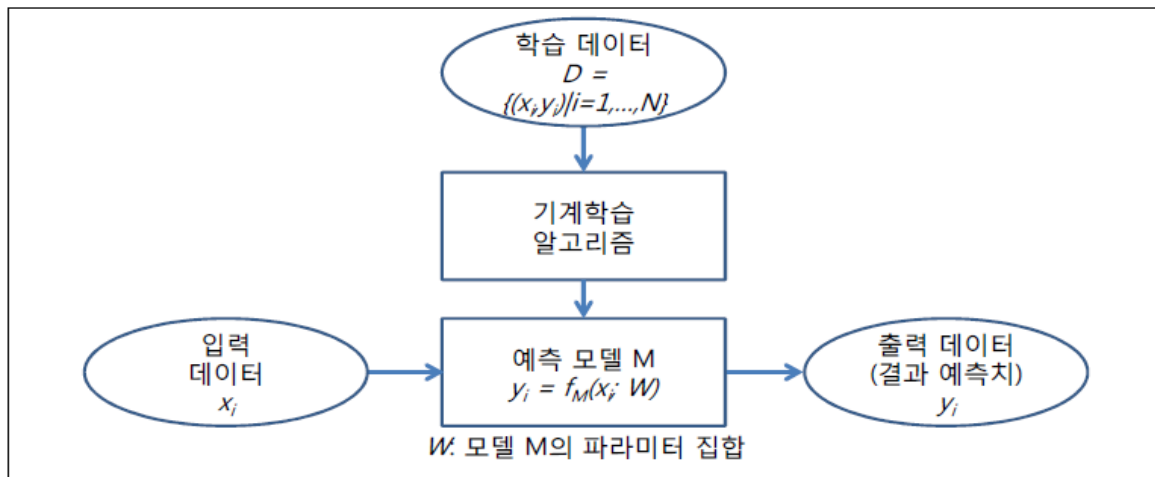 학습 데이터
D =
{(xᵢ,yᵢ)|i=1,...,N}
기계학습
알고리즘
입력
데이터
xᵢ
예측 모델 M
yᵢ = f_M(xᵢ; W)
출력 데이터
(결과 예측치)
yᵢ
W: 모델 M의 파라미터 집합